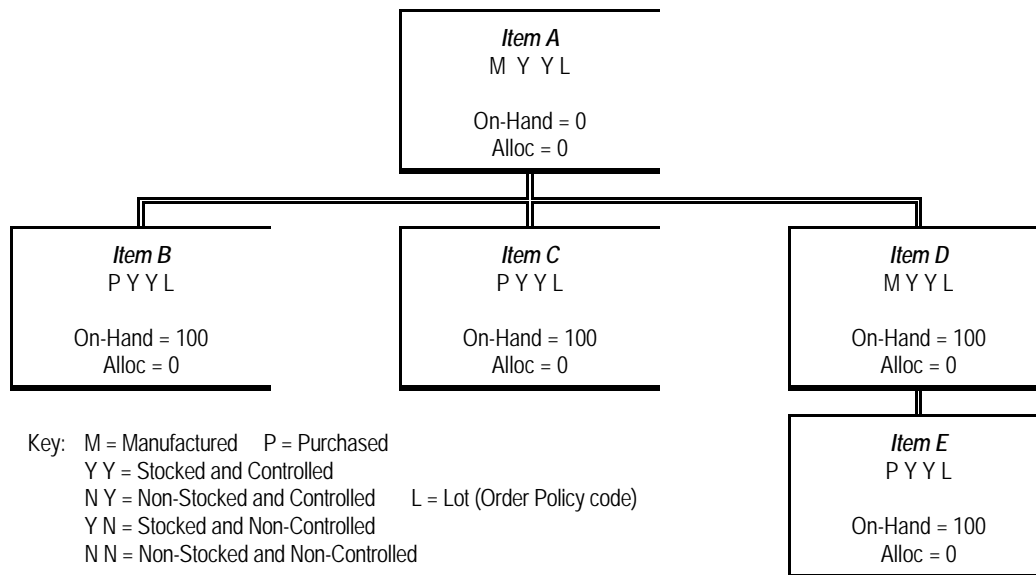 Item A
M Y Y L
On-Hand = 0
Alloc = 0
Item B
P Y Y L
On-Hand = 100
Alloc = 0
Item C
P Y Y L
On-Hand = 100
Alloc = 0
Item D
M Y Y L
On-Hand = 100
Alloc = 0
Item E
P Y Y L
On-Hand = 100
Alloc = 0
Key: M = Manufactured P = Purchased
Y Y = Stocked and Controlled
N Y = Non-Stocked and Controlled L = Lot (Order Policy code)
Y N = Stocked and Non-Controlled
N N = Non-Stocked and Non-Controlled